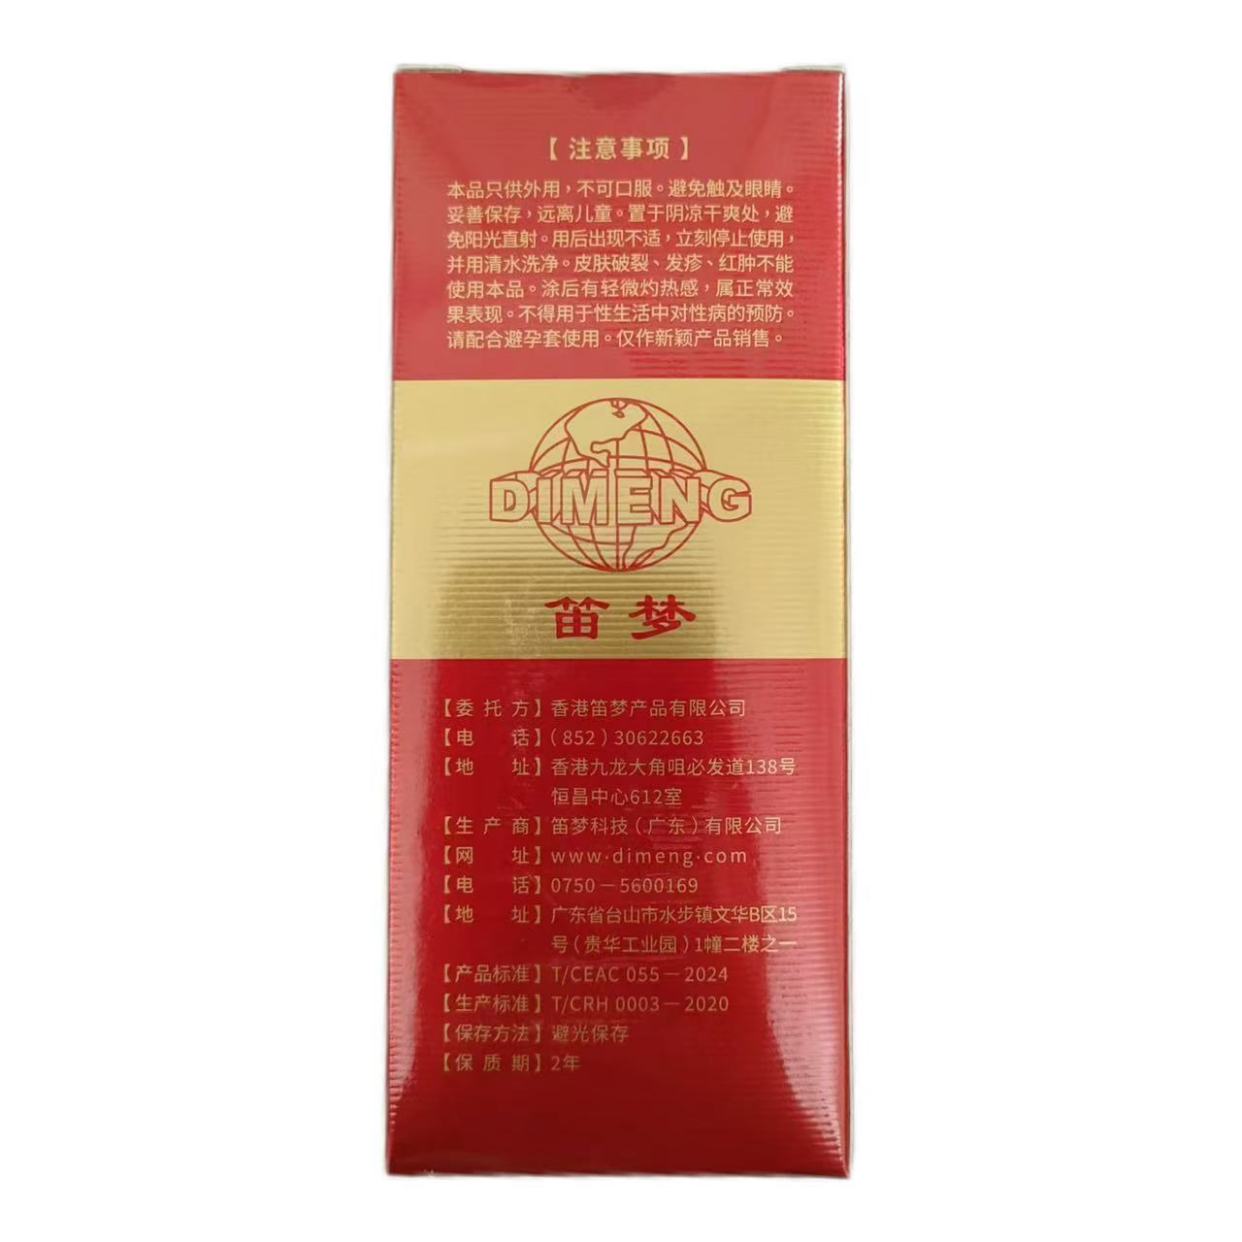 【 注意事项 】
本品只供外用，不可口服。避免触及眼睛。
妥善保存，远离儿童。置于阴凉干爽处，避
免阳光直射。用后出现不适，立刻停止使用，
并用清水洗净。皮肤破裂、发疹、红肿不能
使用本品。涂后有轻微灼热感，属正常效
果表现。不得用于性生活中对性病的预防。
请配合避孕套使用。仅作新颖产品销售。
DIMENG
笛梦
【委托方】香港笛梦产品有限公司
【电话】（852）30622663
【地址】香港九龙大角咀必发道138号
恒昌中心612室
【生产商】笛梦科技（广东）有限公司
【网址】www·dimeng·com
【电话】0750－5600169
【地址】广东省台山市水步镇文华B区15
号（贵华工业园）1幢二楼之一
【产品标准】T/CEAC 055－2024
【生产标准】T/CRH 0003－2020
【保存方法】避光保存
【保质期】2年